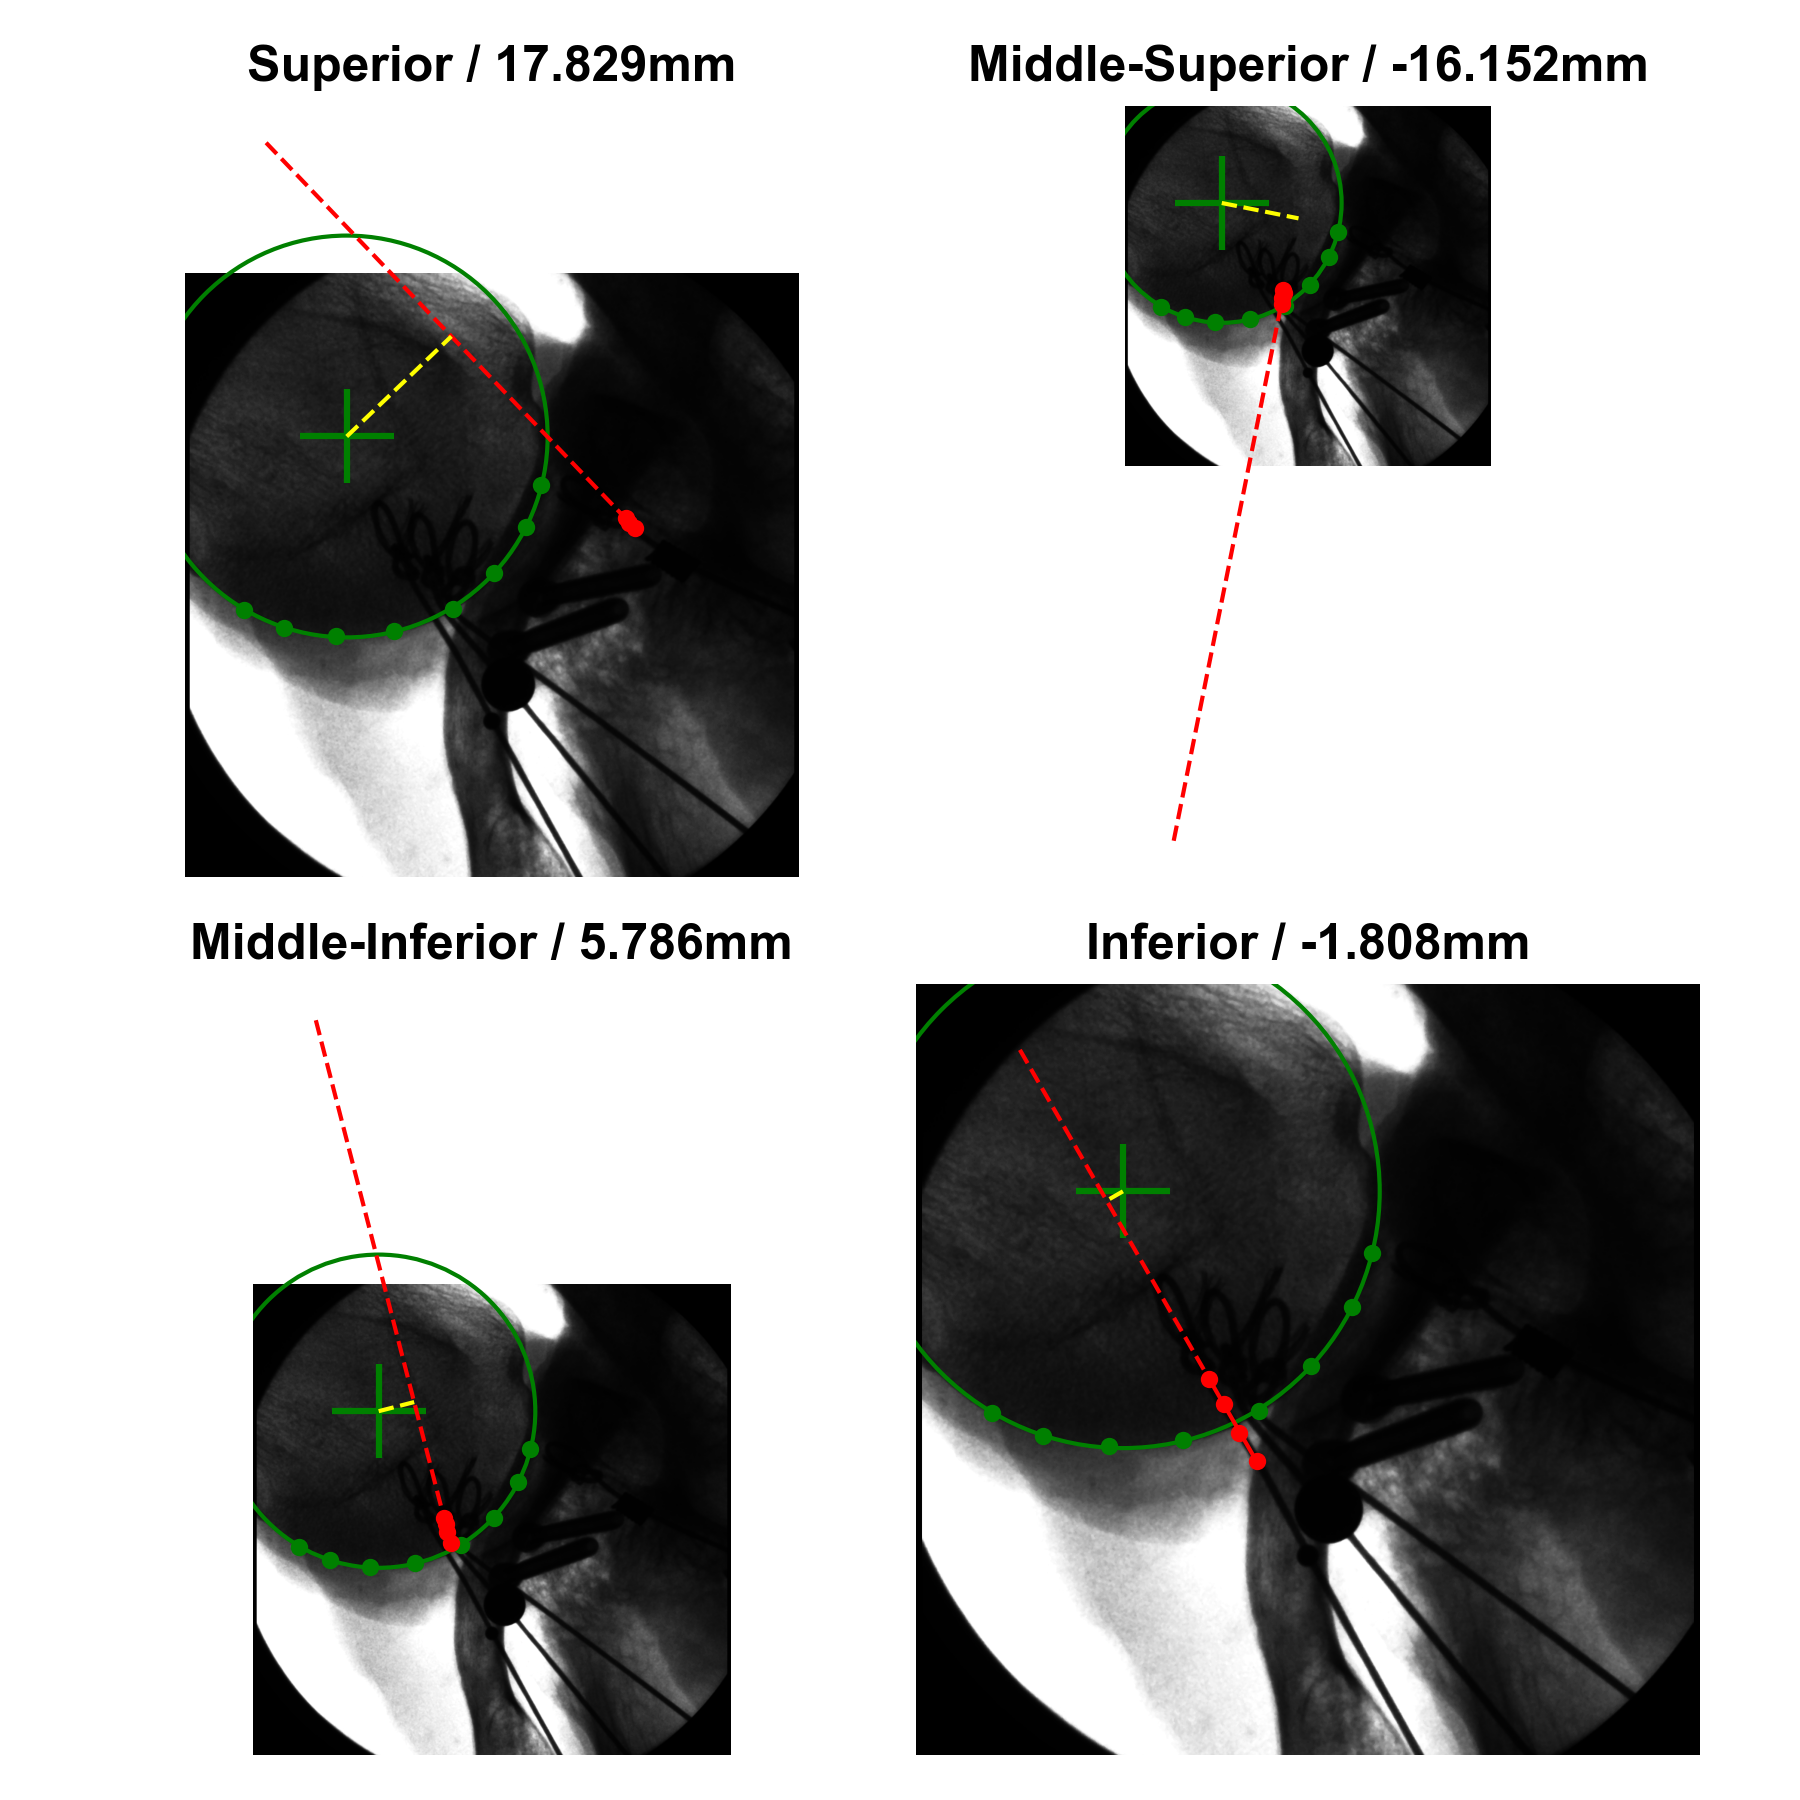 Superior / 17.829mm
Middle-Superior / -16.152mm
Middle-Inferior / 5.786mm
Inferior / -1.808mm